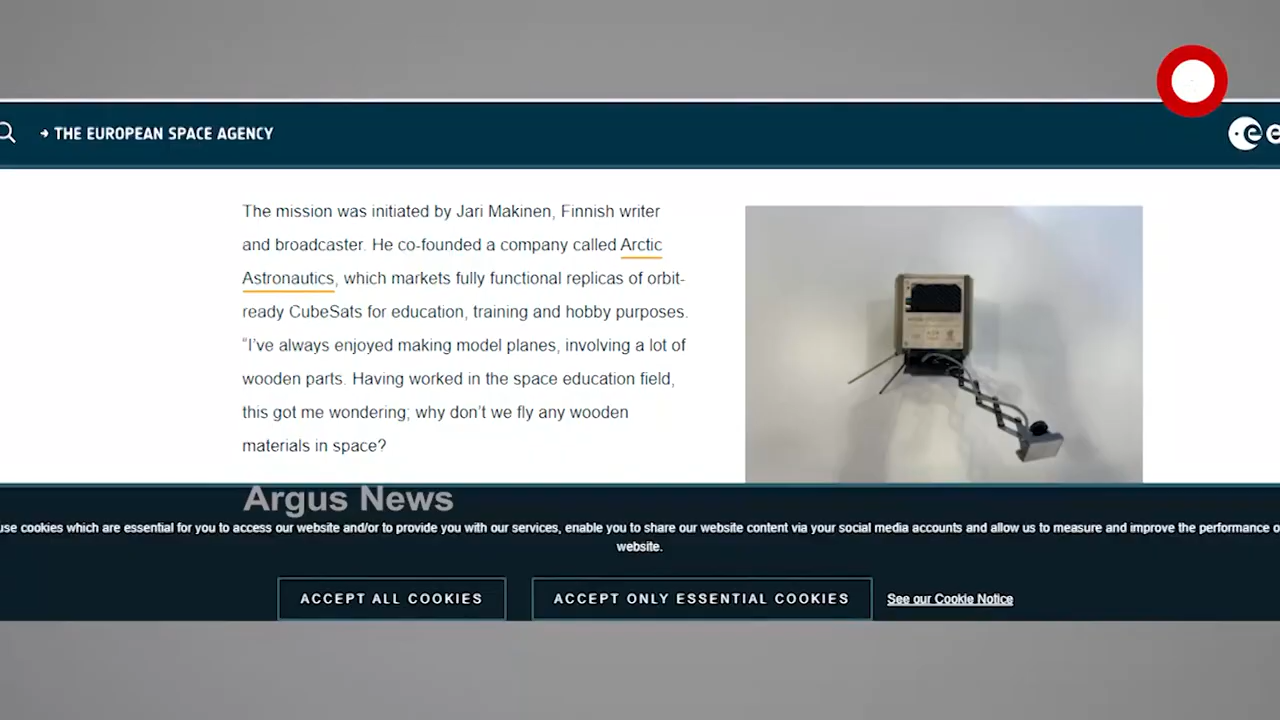 → THE EUROPEAN SPACE AGENCY
The mission was initiated by Jari Makinen, Finnish writer
and broadcaster. He co-founded a company called Arctic
Astronautics, which markets fully functional replicas of orbit-
ready CubeSats for education, training and hobby purposes.
“I’ve always enjoyed making model planes, involving a lot of
wooden parts. Having worked in the space education field,
this got me wondering; why don’t we fly any wooden
materials in space?
Argus News
use cookies which are essential for you to access our website and/or to provide you with our services, enable you to share our website content via your social media accounts and allow us to measure and improve the performance o
website.
ACCEPT ALL COOKIES
ACCEPT ONLY ESSENTIAL COOKIES
See our Cookie Notice